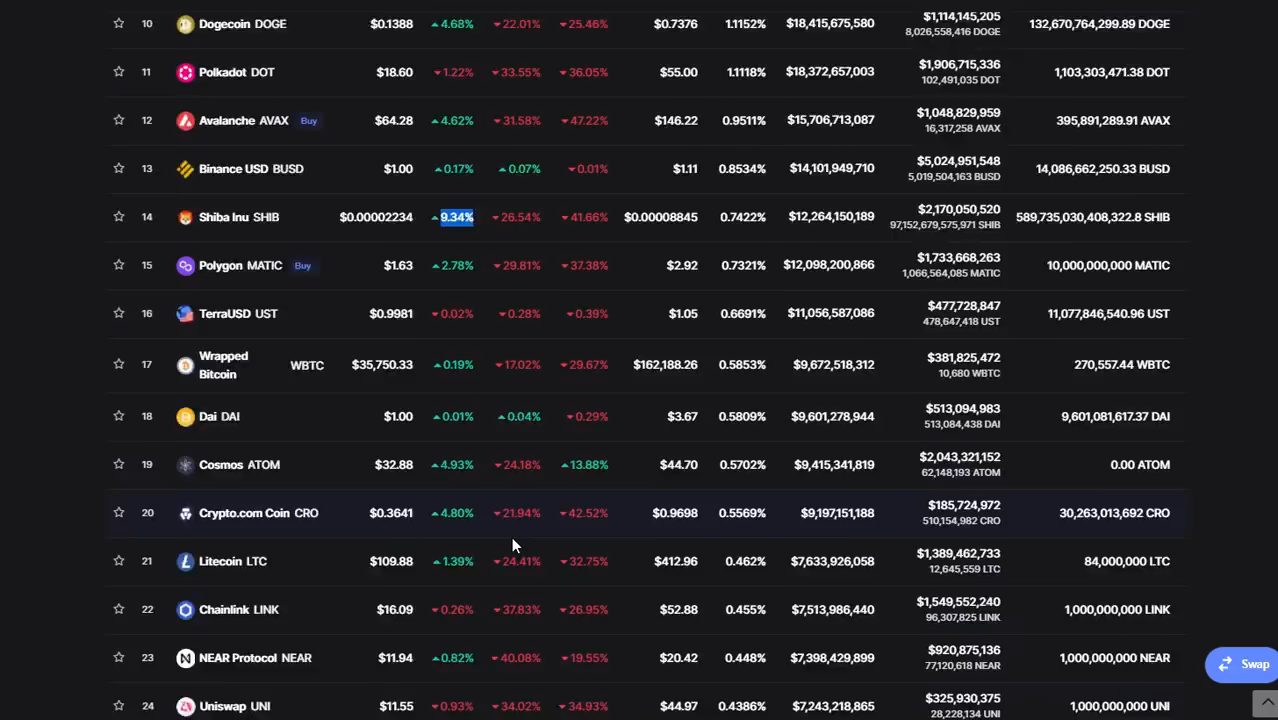 10 Dogecoin DOGE $0.1388 4.68% 22.01% 25.46% $0.7376 1.1152% $18,415,675,580 $1,114,145,205 132,670,764,299.89 DOGE
8,026,558,416 DOGE
11 Polkadot DOT $18.60 1.22% 33.55% 36.05% $55.00 1.1118% $18,372,657,003 $1,906,715,336 1,103,303,471.38 DOT
102,491,035 DOT
12 Avalanche AVAX Buy $64.28 4.62% 31.58% 47.22% $146.22 0.9511% $15,706,713,087 $1,048,829,959 395,891,289.91 AVAX
16,317,258 AVAX
13 Binance USD BUSD $1.00 0.17% 0.07% 0.01% $1.11 0.8534% $14,101,949,710 $5,024,951,548 14,086,662,250.33 BUSD
5,019,504,163 BUSD
14 Shiba Inu SHIB $0.00002234 9.34% 26.54% 41.66% $0.00008845 0.7422% $12,264,150,189 $2,170,050,520 589,735,030,408,322.8 SHIB
97,152,679,575,971 SHIB
15 Polygon MATIC Buy $1.63 2.78% 29.81% 37.38% $2.92 0.7321% $12,098,200,866 $1,733,668,263 10,000,000,000 MATIC
1,066,564,085 MATIC
16 TerraUSD UST $0.9981 0.02% 0.28% 0.39% $1.05 0.6691% $11,056,587,086 $477,728,847 11,077,846,540.96 UST
478,647,418 UST
17 Wrapped Bitcoin WBTC $35,750.33 0.19% 17.02% 29.67% $162,188.26 0.5853% $9,672,518,312 $381,825,472 270,557.44 WBTC
10,680 WBTC
18 Dai DAI $1.00 0.01% 0.04% 0.29% $3.67 0.5809% $9,601,278,944 $513,094,983 9,601,081,617.37 DAI
513,084,438 DAI
19 Cosmos ATOM $32.88 4.93% 24.18% 13.88% $44.70 0.5702% $9,415,341,819 $2,043,321,152 0.00 ATOM
62,148,193 ATOM
20 Crypto.com Coin CRO $0.3641 4.80% 21.94% 42.52% $0.9698 0.5569% $9,197,151,188 $185,724,972 30,263,013,692 CRO
510,154,982 CRO
21 Litecoin LTC $109.88 1.39% 24.41% 32.75% $412.96 0.462% $7,633,926,058 $1,389,462,733 84,000,000 LTC
12,645,559 LTC
22 Chainlink LINK $16.09 0.26% 37.83% 26.95% $52.88 0.455% $7,513,986,440 $1,549,552,240 1,000,000,000 LINK
96,307,825 LINK
23 NEAR Protocol NEAR $11.94 0.82% 40.08% 19.55% $20.42 0.448% $7,398,429,899 $920,875,136 1,000,000,000 NEAR
77,120,618 NEAR
Swap
24 Uniswap UNI $11.55 0.93% 34.02% 34.93% $44.97 0.4386% $7,243,218,865 $325,930,375 1,000,000,000 UNI
28,228,134 UNI